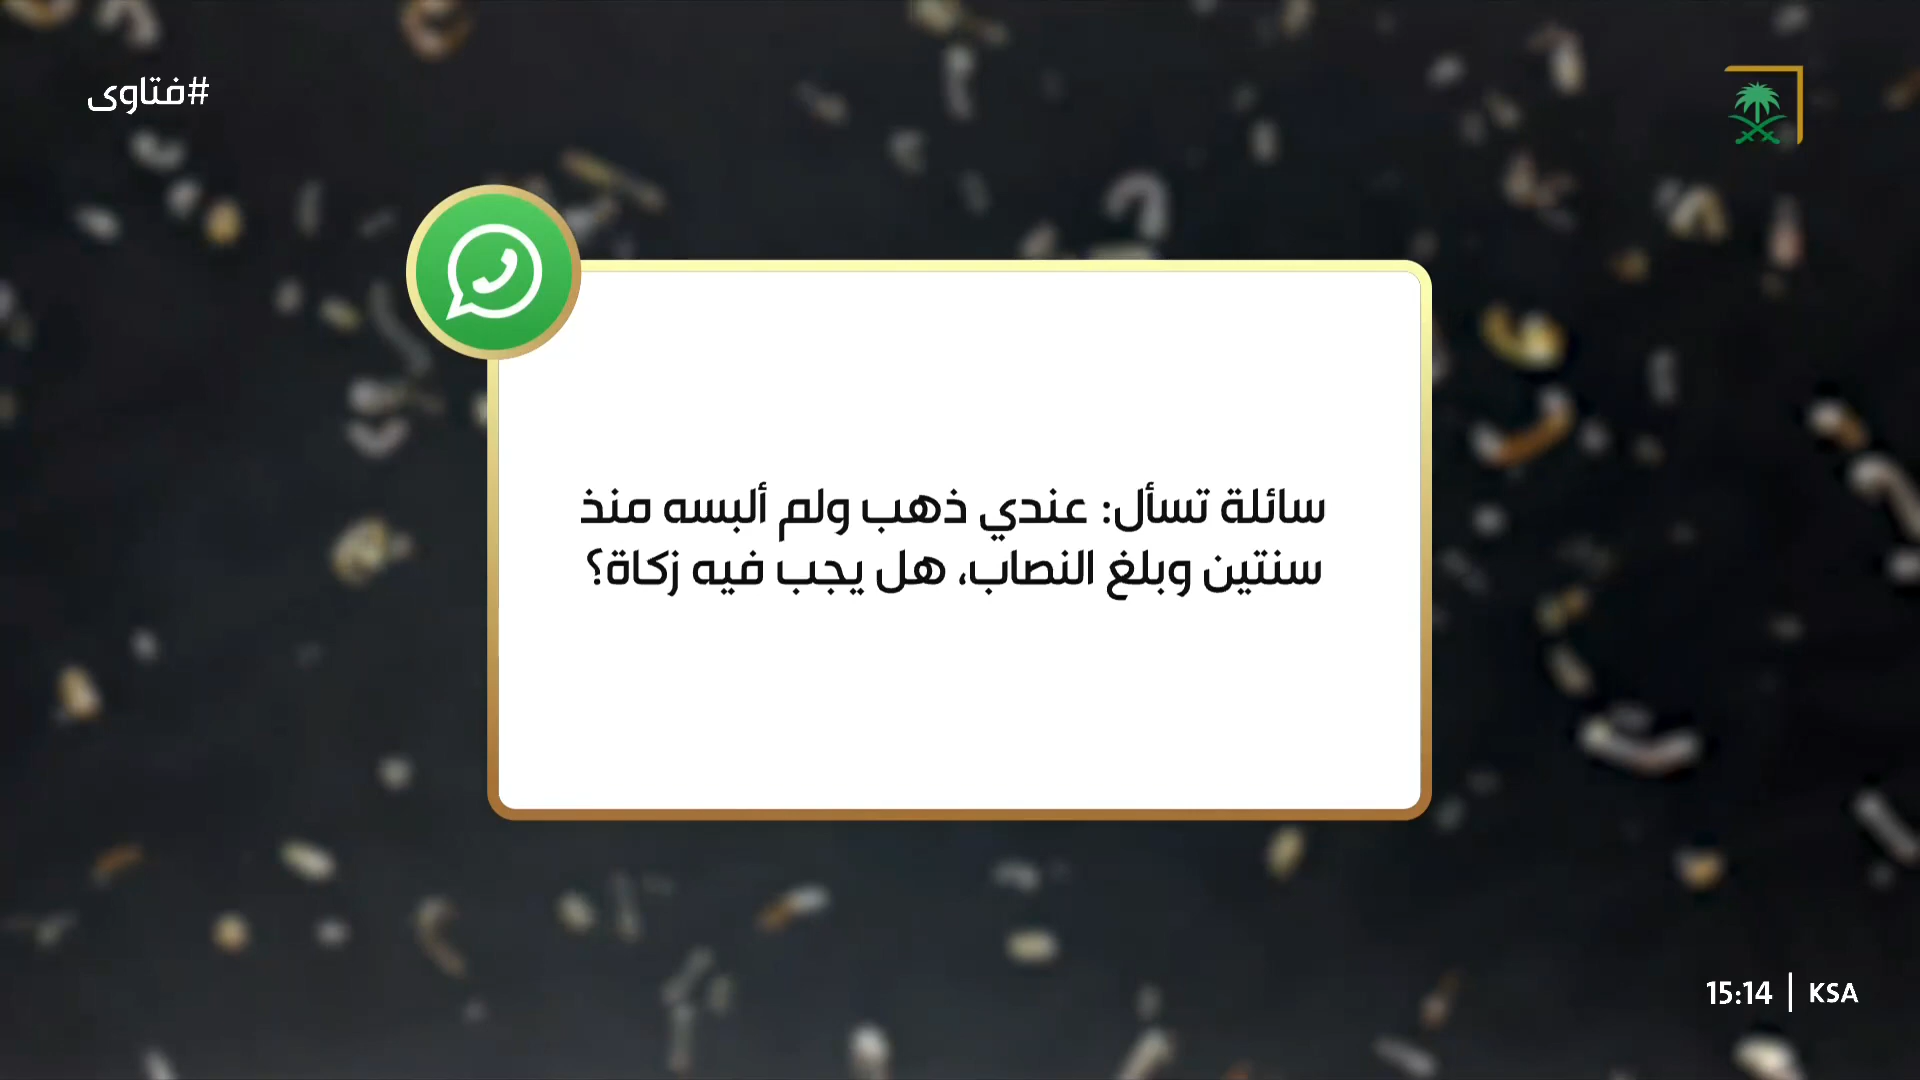 #فتاوى
سائلة تسأل: عندي ذهب ولم ألبسه منذ
سنتين وبلغ النصاب، هل يجب فيه زكاة؟
15:14 | KSA